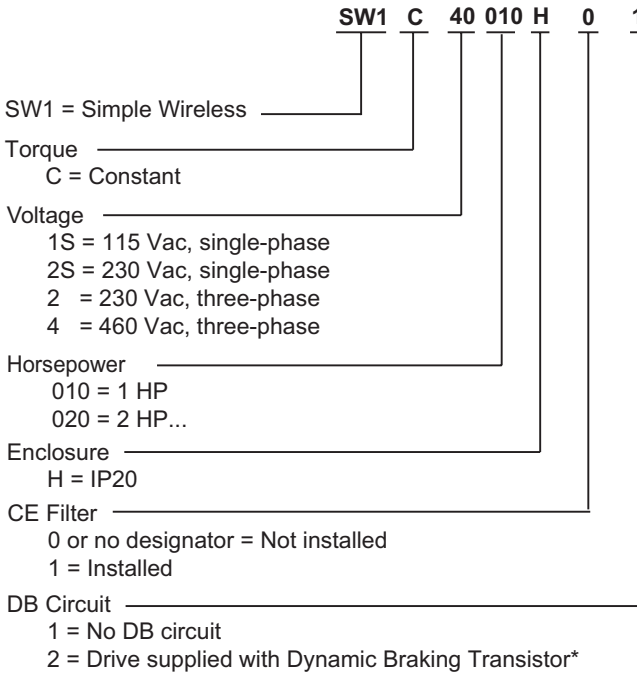 SW1 C 40 010 H 0 1
SW1 = Simple Wireless
Torque
C = Constant
Voltage
1S = 115 Vac, single-phase
2S = 230 Vac, single-phase
2 = 230 Vac, three-phase
4 = 460 Vac, three-phase
Horsepower
010 = 1 HP
020 = 2 HP...
Enclosure
H = IP20
CE Filter
0 or no designator = Not installed
1 = Installed
DB Circuit
1 = No DB circuit
2 = Drive supplied with Dynamic Braking Transistor*